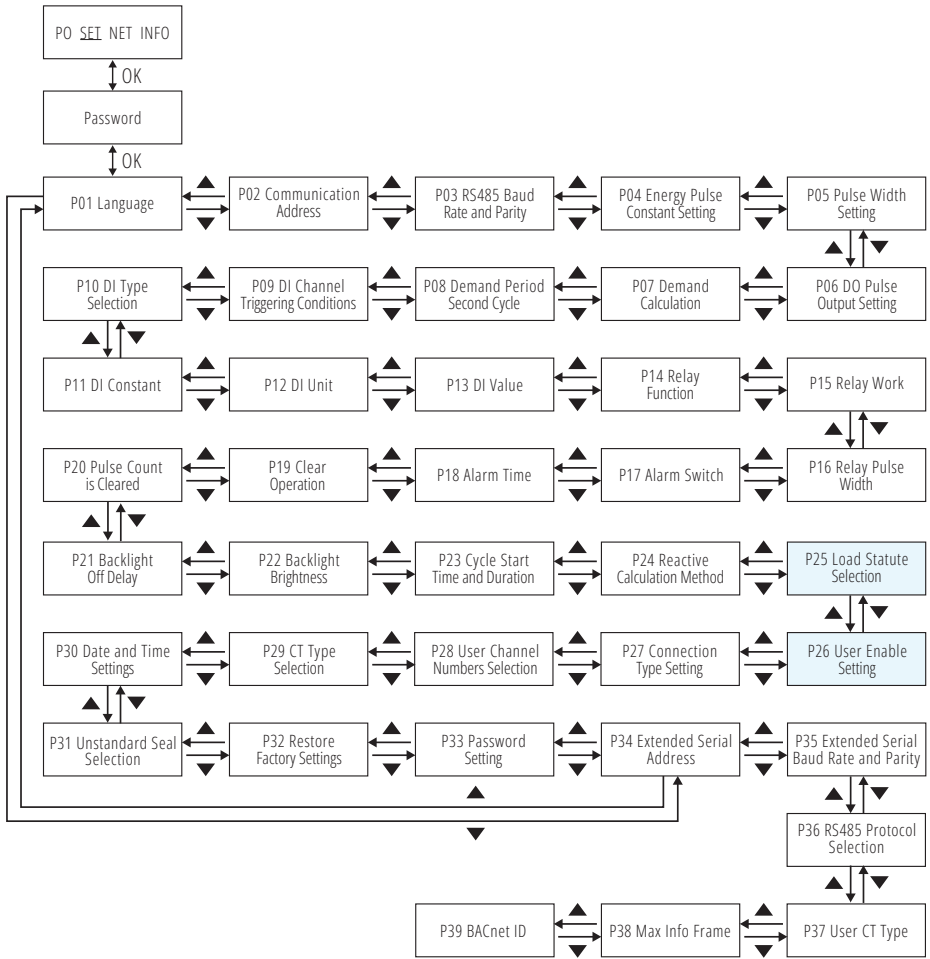 PO SET NET INFO
OK
Password
OK
P01 Language
P02 Communication
Address
P03 RS485 Baud
Rate and Parity
P04 Energy Pulse
Constant Setting
P05 Pulse Width
Setting
P10 DI Type
Selection
P09 DI Channel
Triggering Conditions
P08 Demand Period
Second Cycle
P07 Demand
Calculation
P06 DO Pulse
Output Setting
P11 DI Constant
P12 DI Unit
P13 DI Value
P14 Relay
Function
P15 Relay Work
P20 Pulse Count
is Cleared
P19 Clear
Operation
P18 Alarm Time
P17 Alarm Switch
P16 Relay Pulse
Width
P21 Backlight
Off Delay
P22 Backlight
Brightness
P23 Cycle Start
Time and Duration
P24 Reactive
Calculation Method
P25 Load Statute
Selection
P30 Date and Time
Settings
P29 CT Type
Selection
P28 User Channel
Numbers Selection
P27 Connection
Type Setting
P26 User Enable
Setting
P31 Unstandard Seal
Selection
P32 Restore
Factory Settings
P33 Password
Setting
P34 Extended Serial
Address
P35 Extended Serial
Baud Rate and Parity
P36 RS485 Protocol
Selection
P39 BACnet ID
P38 Max Info Frame
P37 User CT Type